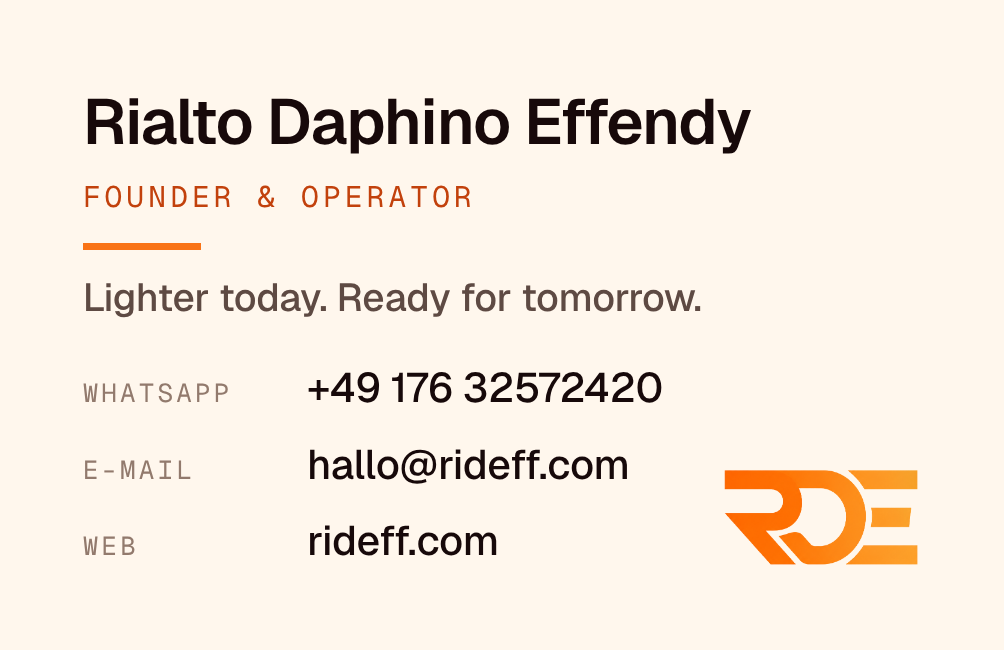 Rialto Daphino Effendy
FOUNDER & OPERATOR
Lighter today. Ready for tomorrow.
WHATSAPP +49 176 32572420
E-MAIL hallo@rideff.com
WEB rideff.com
RDE